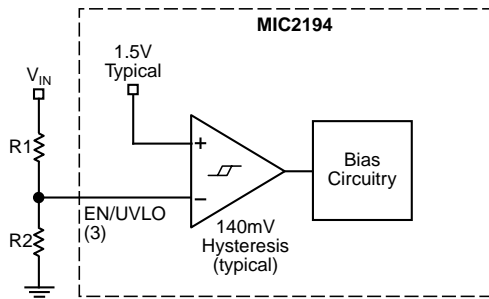 MIC2194
1.5V
Typical
VIN
R1
+
−
Bias
Circuitry
EN/UVLO
(3)
R2
140mV
Hysteresis
(typical)